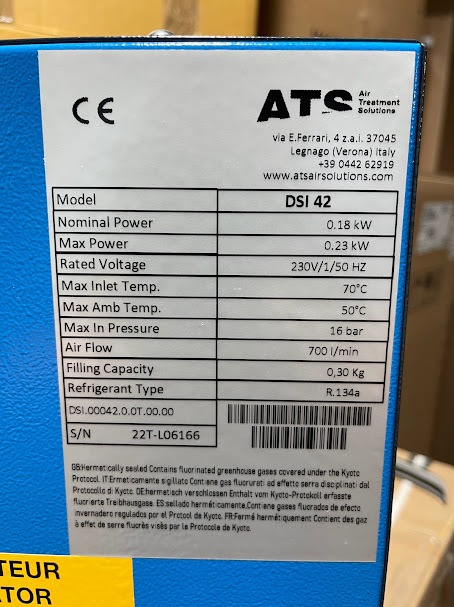 CE
ATS Air Treatment Solutions
via E.Ferrari, 4 z.a.i. 37045
Legnago (Verona) Italy
+39 0442 62919
www.atsairsolutions.com
Model DSI 42
Nominal Power 0.18 kW
Max Power 0.23 kW
Rated Voltage 230V/1/50 HZ
Max Inlet Temp. 70°C
Max Amb Temp. 50°C
Max In Pressure 16 bar
Air Flow 700 l/min
Filling Capacity 0,30 Kg
Refrigerant Type R.134a
DSI.00042.0.0T.00.00
S/N 22T-L06166
GB:Hermetically sealed Contains fluorinated greenhouse gases covered under the Kyoto
Protocol. IT:Ermeticamente sigillato Contiene gas fluorurati ad effetto serra disciplinati dal
Protocollo di Kyoto. DE:hermetisch verschlossen Enthält vom Kyoto-Protokoll erfasste
fluorierte Treibhausgase. ES:sellado herméticamente,Contiene gases fluorados de efecto
invernadero regulados por el Protocol de Kyoto. FR:Fermé hermétiquement Contient des gaz
à effet de serre fluorés visés par le Protocole de Kyoto.
TEUR
TOR